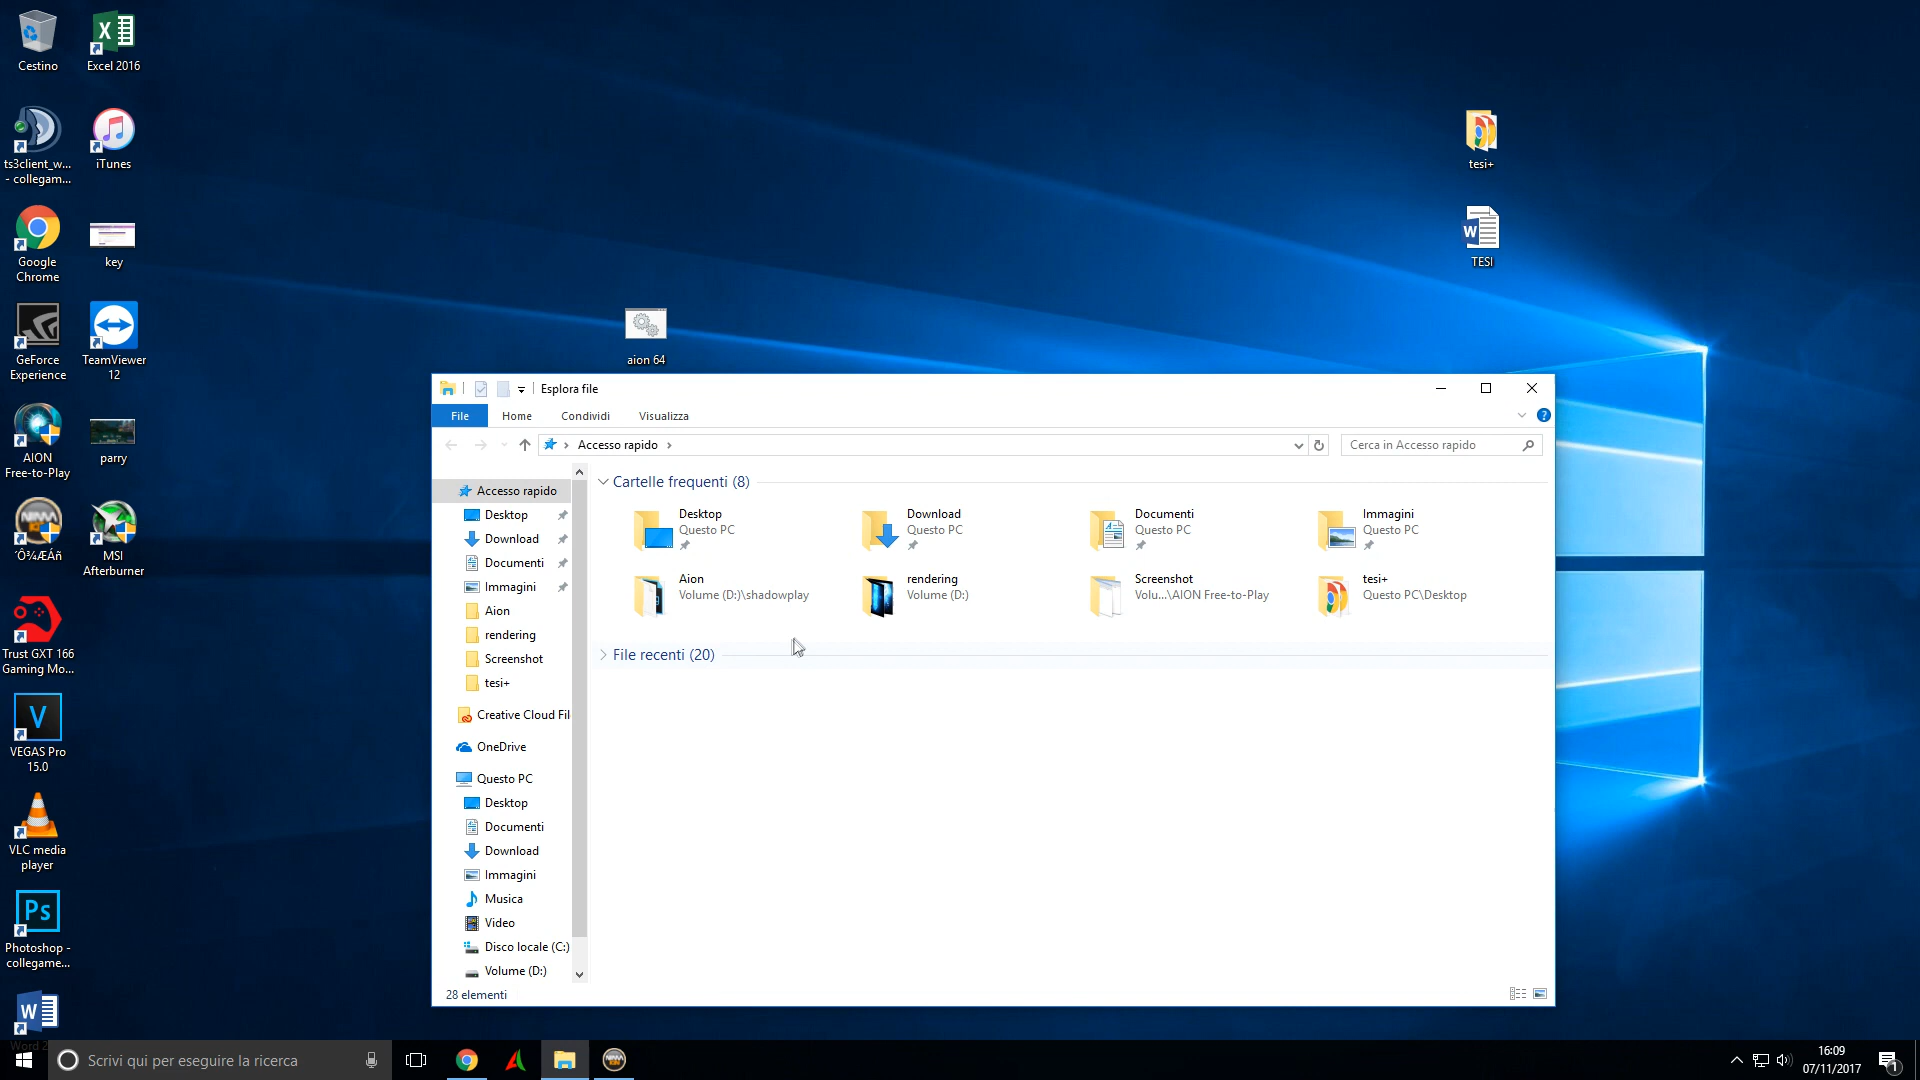 Cestino
Excel 2016
ts3client_w...
- collegam...
iTunes
Google
Chrome
key
GeForce
Experience
TeamViewer
12
AION
Free-to-Play
parry
´Ô¾ÆÁñ
MSI
Afterburner
Trust GXT 166
Gaming Mo...
VEGAS Pro
15.0
VLC media
player
Ps
Photoshop -
collegame...
tesi+
TESI
aion 64
Esplora file
File
Home
Condividi
Visualizza
Accesso rapido
Cerca in Accesso rapido
Accesso rapido
Desktop
Download
Documenti
Immagini
Aion
rendering
Screenshot
tesi+
Creative Cloud Fil
OneDrive
Questo PC
Desktop
Documenti
Download
Immagini
Musica
Video
Disco locale (C:)
Volume (D:)
Cartelle frequenti (8)
Desktop
Questo PC
Download
Questo PC
Documenti
Questo PC
Immagini
Questo PC
Aion
Volume (D:)\shadowplay
rendering
Volume (D:)
Screenshot
Volu...\AION Free-to-Play
tesi+
Questo PC\Desktop
File recenti (20)
28 elementi
Scrivi qui per eseguire la ricerca
16:09
07/11/2017
1